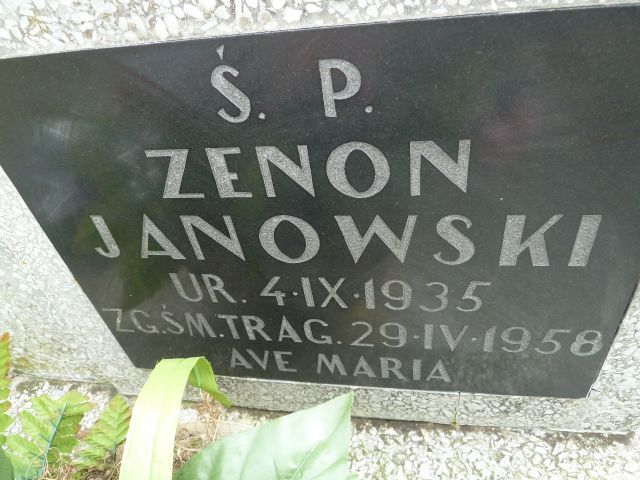 Ś. P.
ZENON
JANOWSKI
UR. 4·IX·1935
ZG.ŚM.TRAG. 29·IV·1958
AVE MARIA